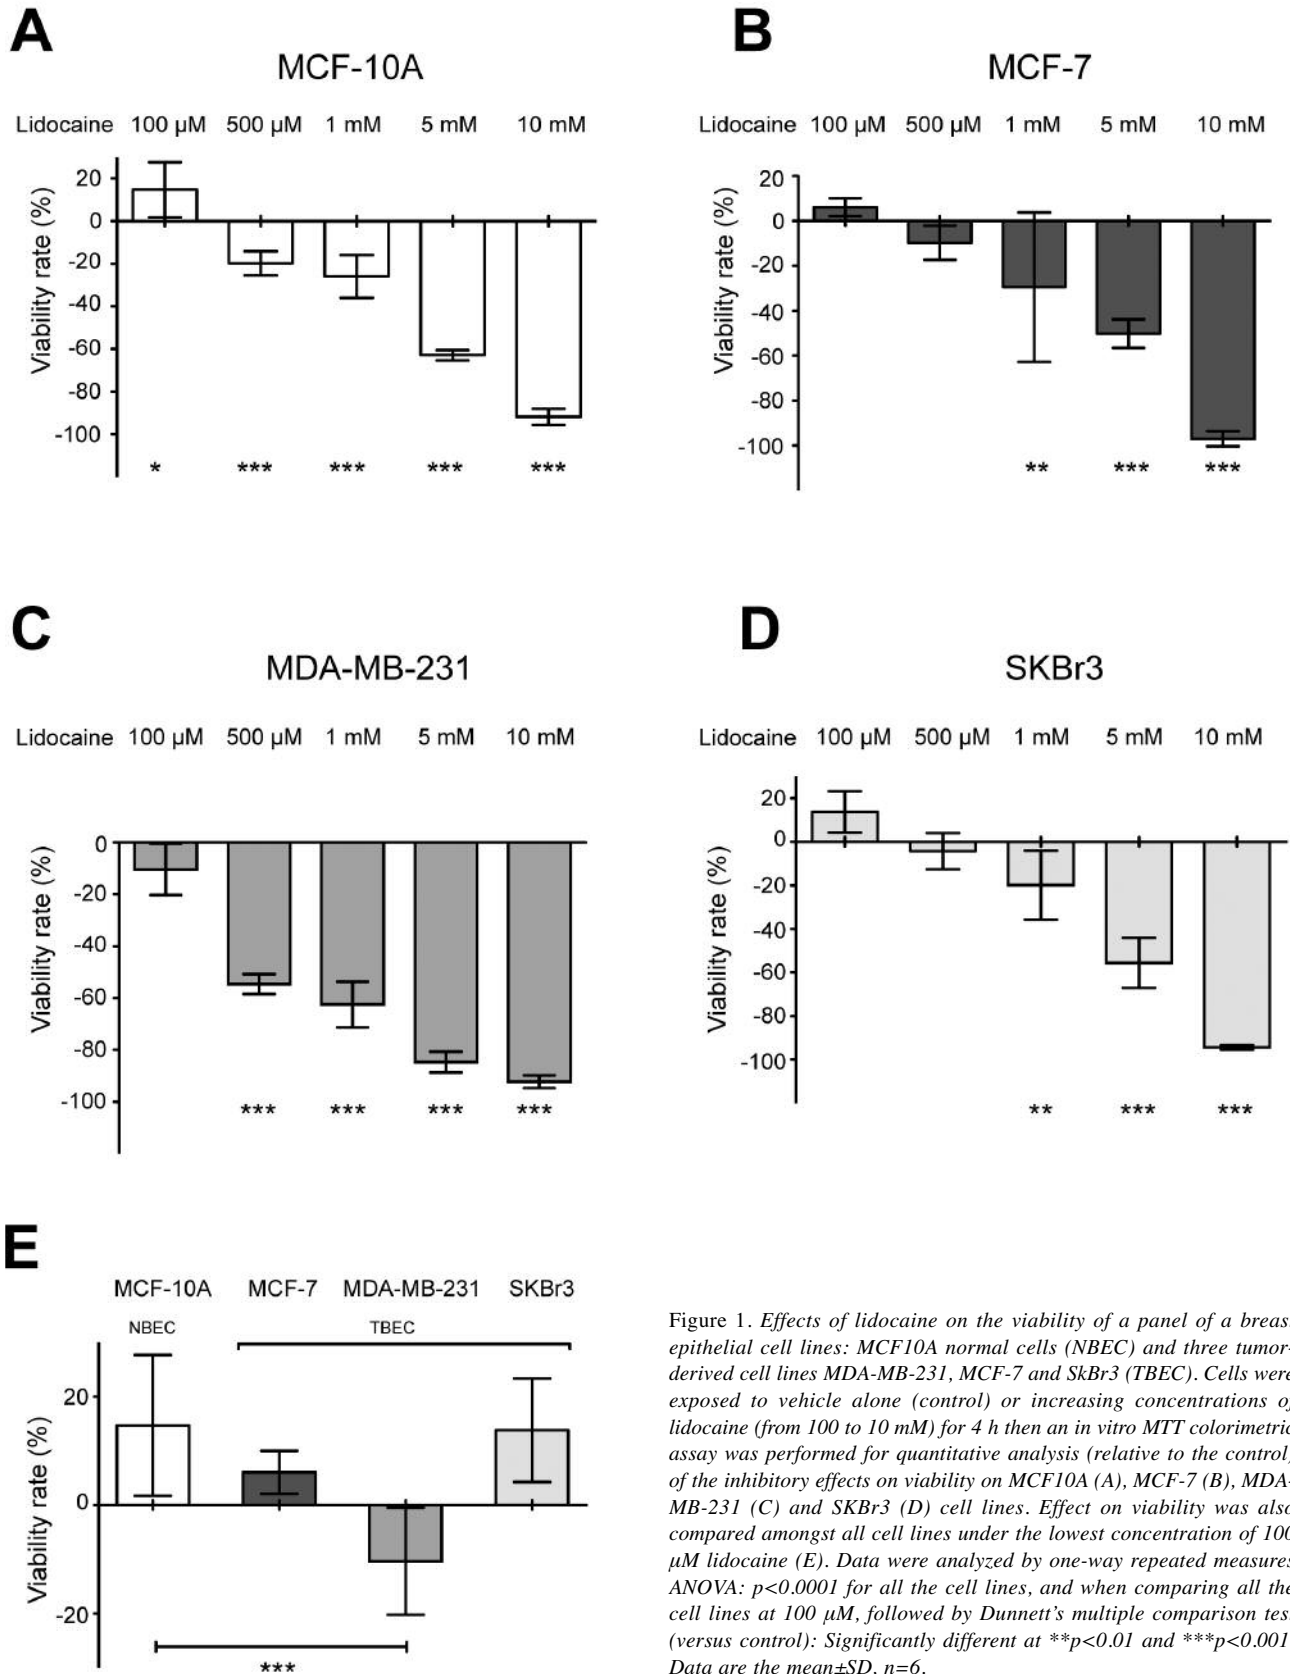 A
MCF-10A
Lidocaine 100 µM 500 µM 1 mM 5 mM 10 mM
Viability rate (%)
20
0
-20
-40
-60
-80
-100
* *** *** *** ***
B
MCF-7
Lidocaine 100 µM 500 µM 1 mM 5 mM 10 mM
Viability rate (%)
20
0
-20
-40
-60
-80
-100
** *** ***
C
MDA-MB-231
Lidocaine 100 µM 500 µM 1 mM 5 mM 10 mM
Viability rate (%)
0
-20
-40
-60
-80
-100
*** *** *** ***
D
SKBr3
Lidocaine 100 µM 500 µM 1 mM 5 mM 10 mM
Viability rate (%)
20
0
-20
-40
-60
-80
-100
** *** ***
E
MCF-10A MCF-7 MDA-MB-231 SKBr3
NBEC TBEC
Viability rate (%)
20
0
-20
***
Figure 1. Effects of lidocaine on the viability of a panel of a breas
epithelial cell lines: MCF10A normal cells (NBEC) and three tumor-
derived cell lines MDA-MB-231, MCF-7 and SkBr3 (TBEC). Cells were
exposed to vehicle alone (control) or increasing concentrations of
lidocaine (from 100 to 10 mM) for 4 h then an in vitro MTT colorimetric
assay was performed for quantitative analysis (relative to the control)
of the inhibitory effects on viability on MCF10A (A), MCF-7 (B), MDA-
MB-231 (C) and SKBr3 (D) cell lines. Effect on viability was also
compared amongst all cell lines under the lowest concentration of 100
µM lidocaine (E). Data were analyzed by one-way repeated measures
ANOVA: p<0.0001 for all the cell lines, and when comparing all the
cell lines at 100 µM, followed by Dunnett's multiple comparison tes
(versus control): Significantly different at **p<0.01 and ***p<0.001
Data are the mean±SD. n=6.